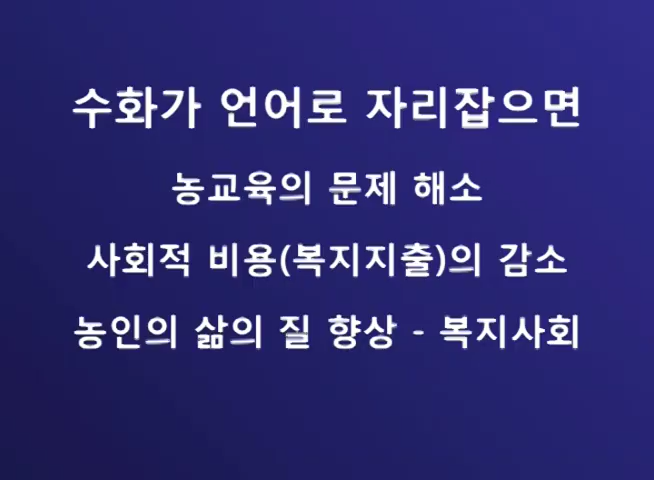 수화가 언어로 자리잡으면
농교육의 문제 해소
사회적 비용(복지지출)의 감소
농인의 삶의 질 향상 - 복지사회